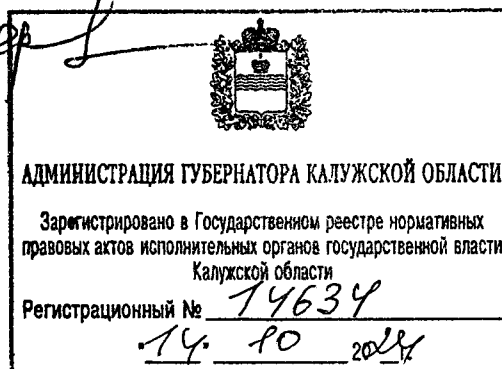 АДМИНИСТРАЦИЯ ГУБЕРНАТОРА КАЛУЖСКОЙ ОБЛАСТИ
Зарегистрировано в Государственном реестре нормативных
правовых актов исполнительных органов государственной власти
Калужской области
Регистрационный № 14634
"14" 10 2024